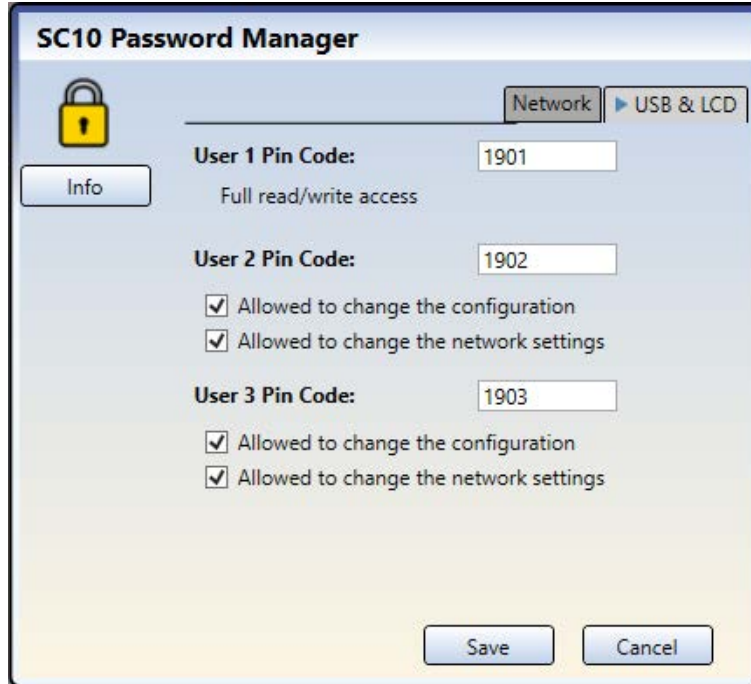 SC10 Password Manager
Network
USB & LCD
User 1 Pin Code: 1901
Info
Full read/write access
User 2 Pin Code: 1902
Allowed to change the configuration
Allowed to change the network settings
User 3 Pin Code: 1903
Allowed to change the configuration
Allowed to change the network settings
Save
Cancel